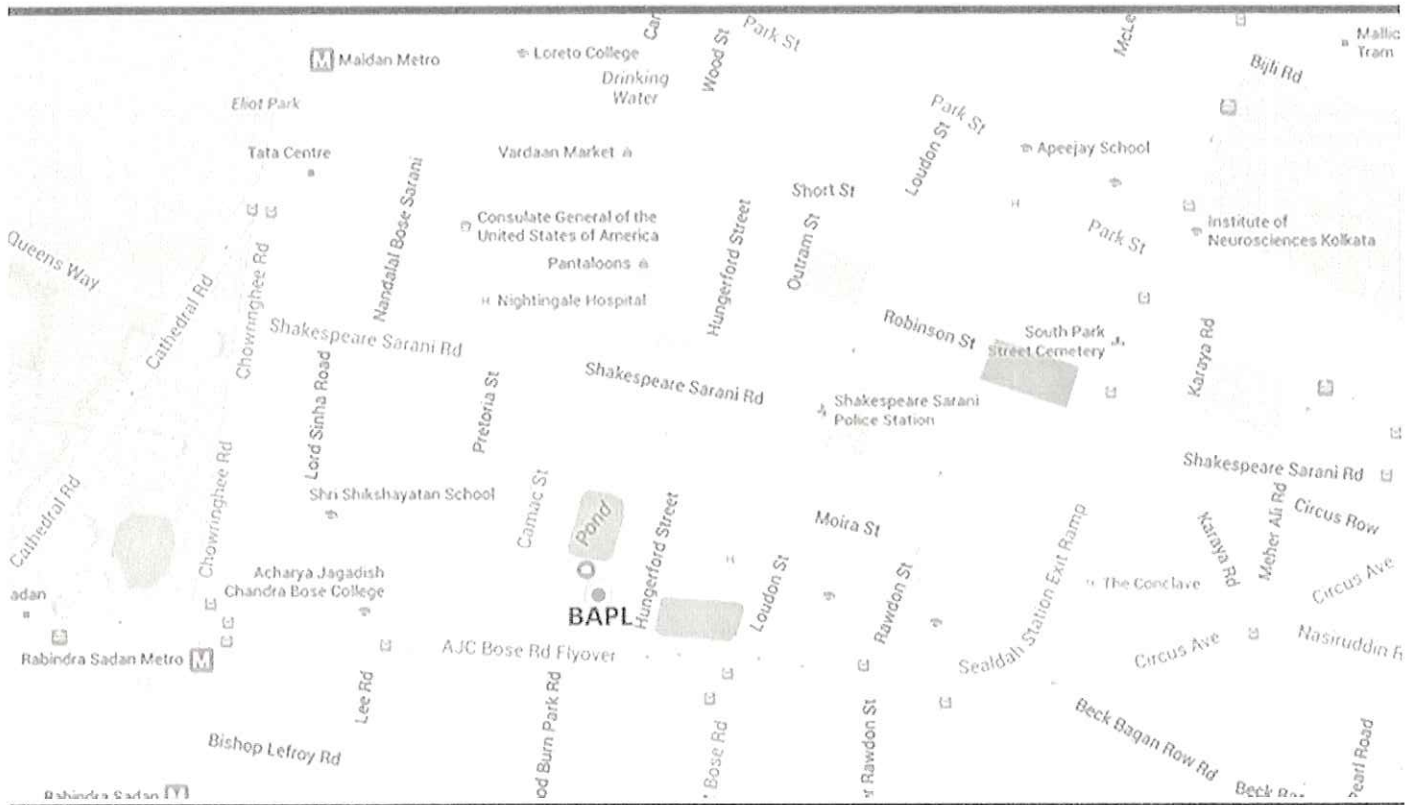 Park St
Mallic
Tram
Maidan Metro
Loreto College
Drinking
Water
Wood St
Bijli Rd
Eliot Park
Park St
Tata Centre
Vardaan Market
Loudon St
Apeejay School
Nandalal Bose Sarani
Short St
Consulate General of the
United States of America
Hungerford Street
Outram St
Park St
Institute of
Neurosciences Kolkata
Queens Way
Pantaloons
Cathedral Rd
Chowringhee Rd
Nightingale Hospital
Shakespeare Sarani Rd
Robinson St
South Park
Street Cemetery
Karaya Rd
Lord Sinha Road
Pretoria St
Shakespeare Sarani Rd
Shakespeare Sarani
Police Station
Chowringhee Rd
Shakespeare Sarani Rd
Cathedral Rd
Shri Shikshayatan School
Camac St
Pond
Hungerford Street
Moira St
Meher Ali Rd
Circus Row
Karaya Rd
Acharya Jagadish
Chandra Bose College
Loudon St
Rawdon St
Sealdah Station Exit Ramp
The Conclave
Circus Ave
adan
BAPL
Rabindra Sadan Metro
AJC Bose Rd Flyover
Circus Ave
Nasiruddin R
Lee Rd
od Burn Park Rd
Bose Rd
r Rawdon St
Beck Bagan Row Rd
Pearl Road
Bishop Lefroy Rd
Rabindra Sadan